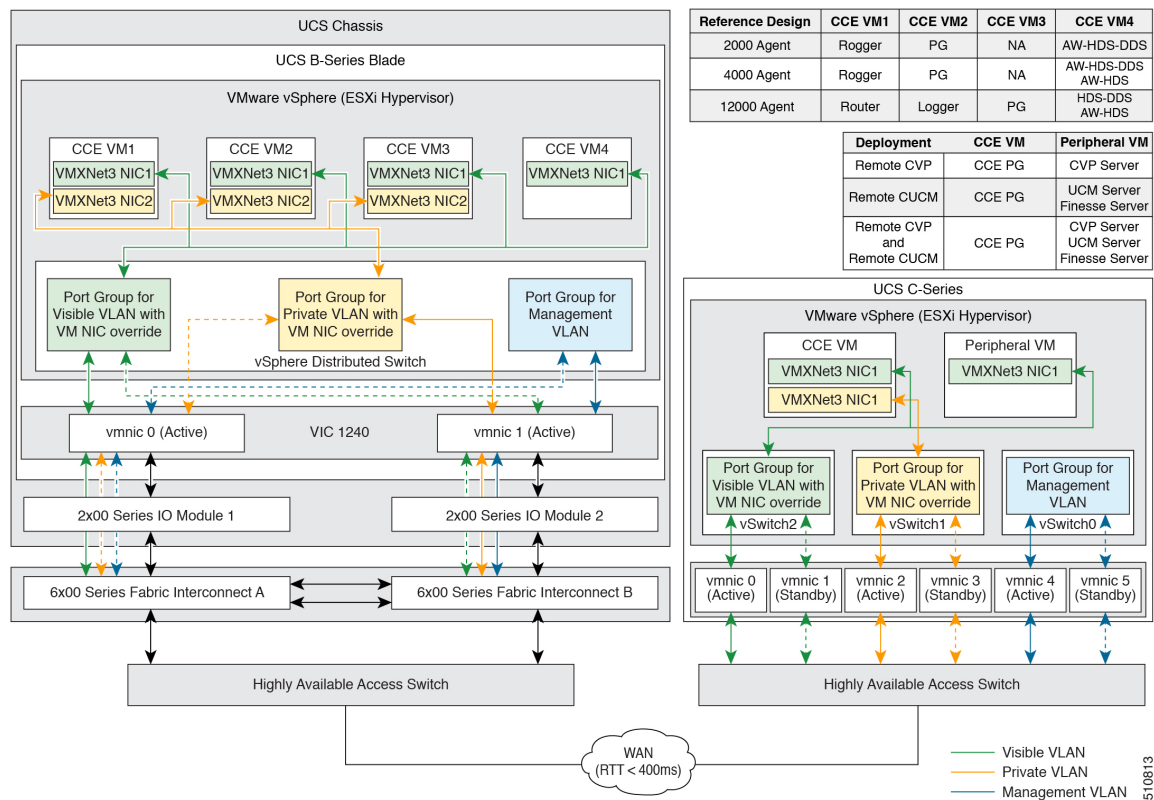 UCS Chassis
UCS B-Series Blade
VMware vSphere (ESXi Hypervisor)
CCE VM1
VMXNet3 NIC1
VMXNet3 NIC2
CCE VM2
VMXNet3 NIC1
VMXNet3 NIC2
CCE VM3
VMXNet3 NIC1
VMXNet3 NIC2
CCE VM4
VMXNet3 NIC1
Port Group for
Visible VLAN with
VM NIC override
Port Group for
Private VLAN with
VM NIC override
Port Group for
Management
VLAN
vSphere Distributed Switch
vmnic 0 (Active)
VIC 1240
vmnic 1 (Active)
2x00 Series IO Module 1
2x00 Series IO Module 2
6x00 Series Fabric Interconnect A
6x00 Series Fabric Interconnect B
Highly Available Access Switch
Reference Design CCE VM1 CCE VM2 CCE VM3 CCE VM4
2000 Agent Rogger PG NA AW-HDS-DDS
4000 Agent Rogger PG NA AW-HDS-DDS
AW-HDS
12000 Agent Router Logger PG HDS-DDS
AW-HDS
Deployment CCE VM Peripheral VM
Remote CVP CCE PG CVP Server
Remote CUCM CCE PG UCM Server
Finesse Server
Remote CVP
and
Remote CUCM
CCE PG
CVP Server
UCM Server
Finesse Server
UCS C-Series
VMware vSphere (ESXi Hypervisor)
CCE VM
VMXNet3 NIC1
VMXNet3 NIC1
Peripheral VM
VMXNet3 NIC1
Port Group for
Visible VLAN with
VM NIC override
vSwitch2
Port Group for
Private VLAN with
VM NIC override
vSwitch1
Port Group for
Management
VLAN
vSwitch0
vmnic 0
(Active)
vmnic 1
(Standby)
vmnic 2
(Active)
vmnic 3
(Standby)
vmnic 4
(Active)
vmnic 5
(Standby)
Highly Available Access Switch
WAN
(RTT < 400ms)
Visible VLAN
Private VLAN
Management VLAN
510813